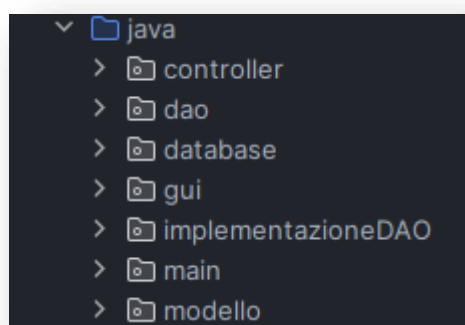 java
controller
dao
database
gui
implementazioneDAO
main
modello